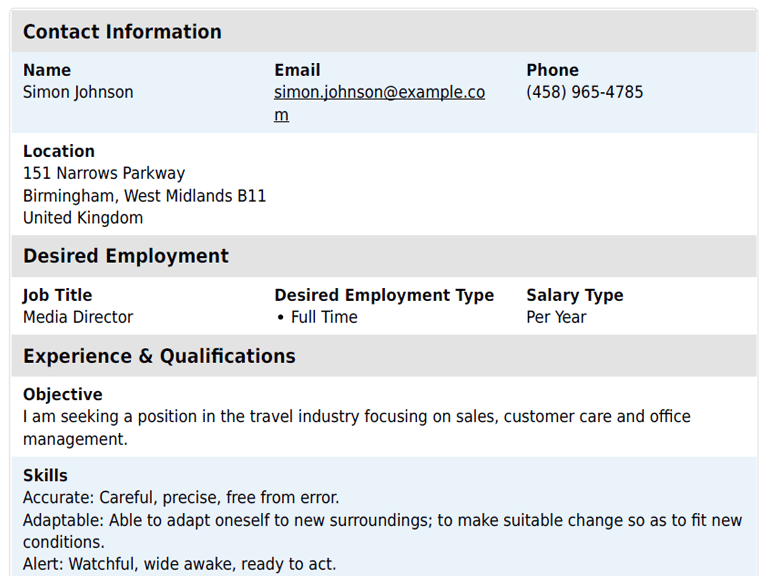 Contact Information
Name Email Phone
Simon Johnson simon.johnson@example.co (458) 965-4785
m
Location
151 Narrows Parkway
Birmingham, West Midlands B11
United Kingdom
Desired Employment
Job Title Desired Employment Type Salary Type
Media Director • Full Time Per Year
Experience & Qualifications
Objective
I am seeking a position in the travel industry focusing on sales, customer care and office
management.
Skills
Accurate: Careful, precise, free from error.
Adaptable: Able to adapt oneself to new surroundings; to make suitable change so as to fit new
conditions.
Alert: Watchful, wide awake, ready to act.